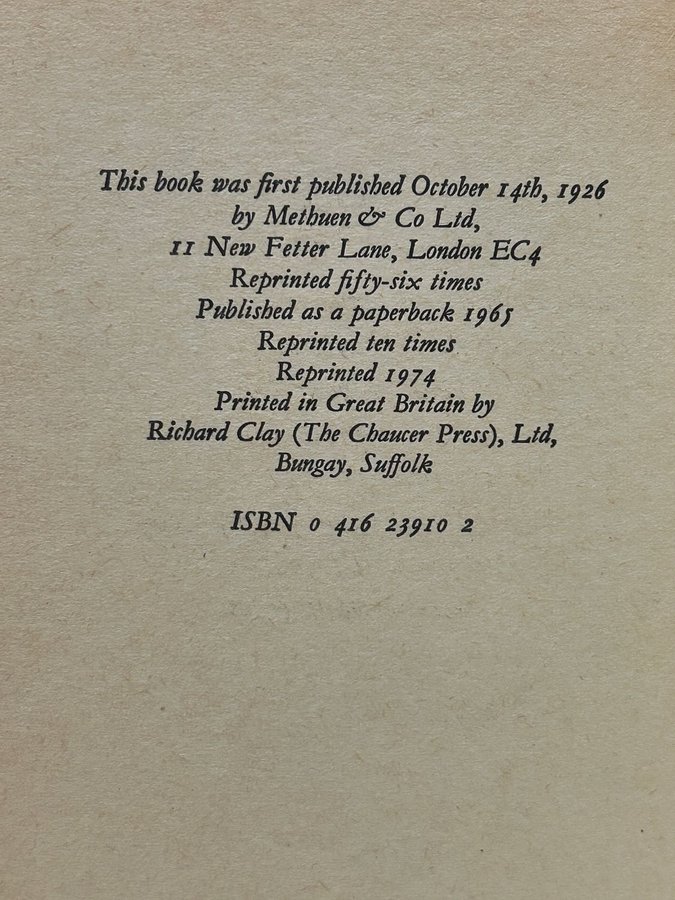 This book was first published October 14th, 1926
by Methuen & Co Ltd,
11 New Fetter Lane, London EC4
Reprinted fifty-six times
Published as a paperback 1965
Reprinted ten times
Reprinted 1974
Printed in Great Britain by
Richard Clay (The Chaucer Press), Ltd,
Bungay, Suffolk
ISBN 0 416 23910 2